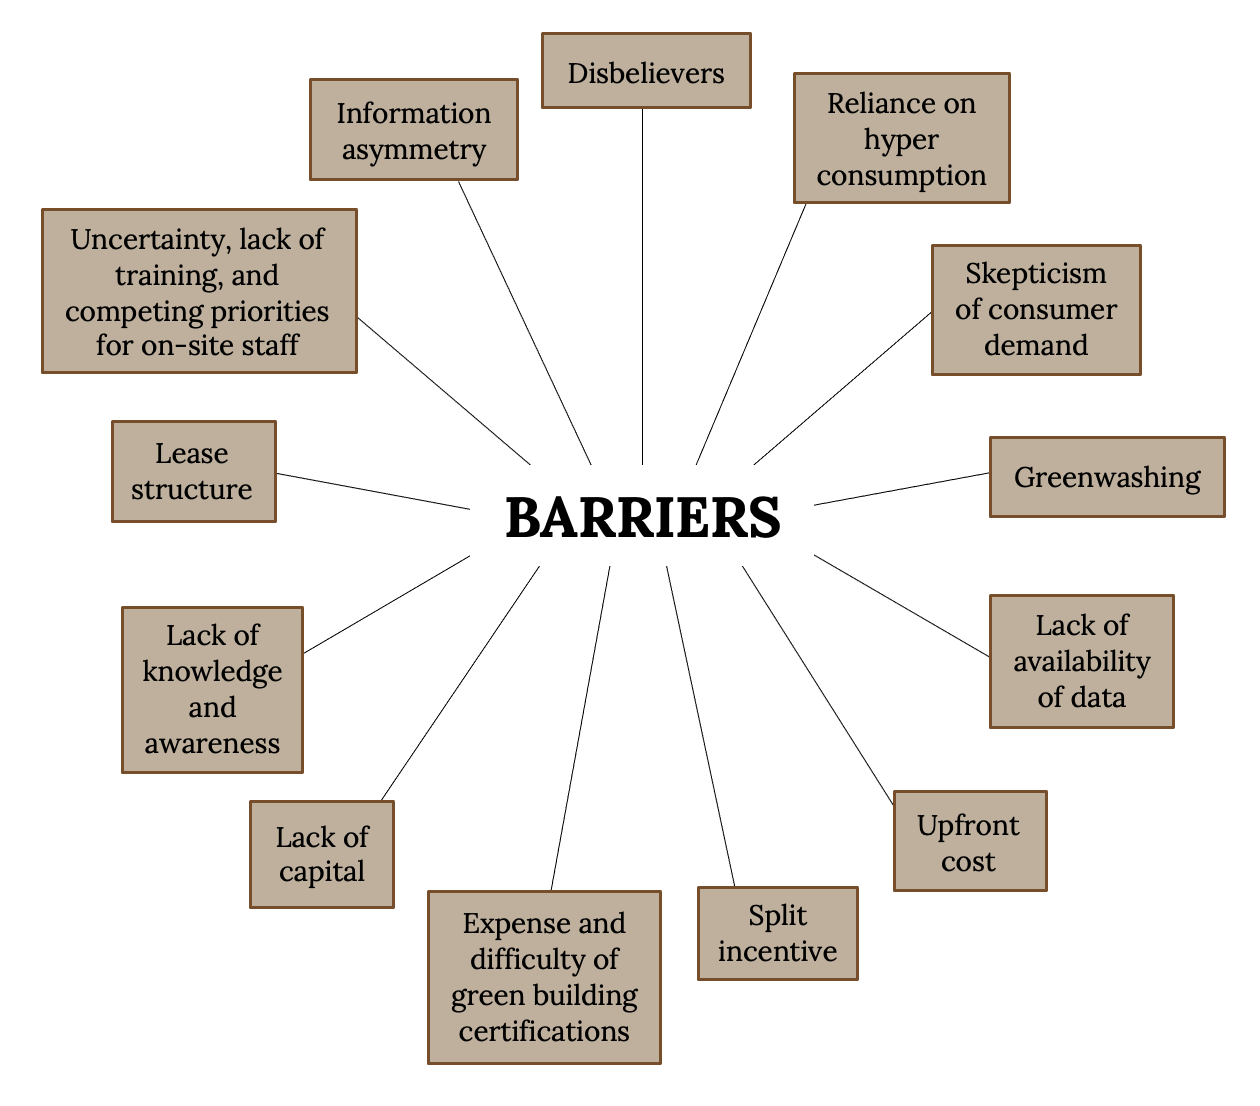 Disbelievers
Information
asymmetry
Reliance on
hyper
consumption
Uncertainty, lack of
training, and
competing priorities
for on-site staff
Skepticism
of consumer
demand
Lease
structure
Greenwashing
BARRIERS
Lack of
knowledge
and
awareness
Lack of
availability
of data
Lack of
capital
Upfront
cost
Expense and
difficulty of
green building
certifications
Split
incentive